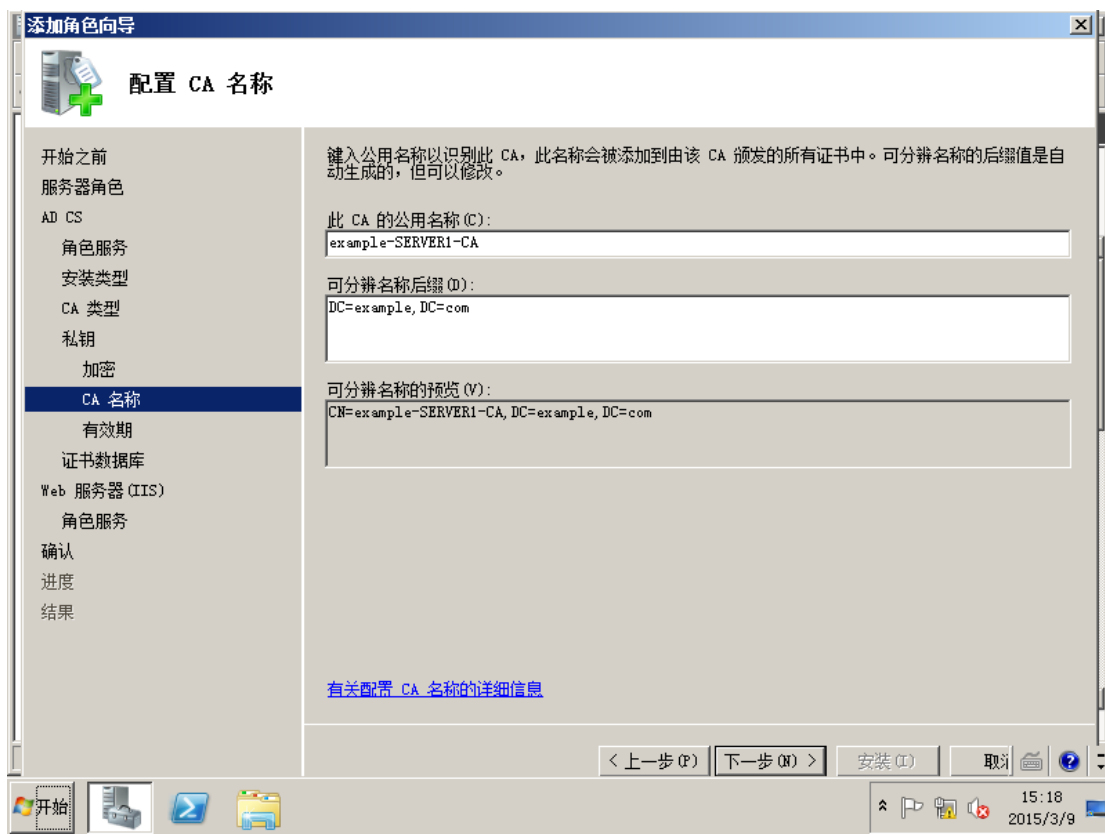 添加角色向导
配置 CA 名称
开始之前
服务器角色
AD CS
角色服务
安装类型
CA 类型
私钥
加密
CA 名称
有效期
证书数据库
Web 服务器(IIS)
角色服务
确认
进度
结果
键入公用名称以识别此 CA，此名称会被添加到由该 CA 颁发的所有证书中。可分辨名称的后缀值是自
动生成的，但可以修改。
此 CA 的公用名称(C):
example-SERVER1-CA
可分辨名称后缀(D):
DC=example,DC=com
可分辨名称的预览(V):
CN=example-SERVER1-CA,DC=example,DC=com
有关配置 CA 名称的详细信息
< 上一步(P)
下一步(N) >
安装(I)
取消
开始
15:18
2015/3/9